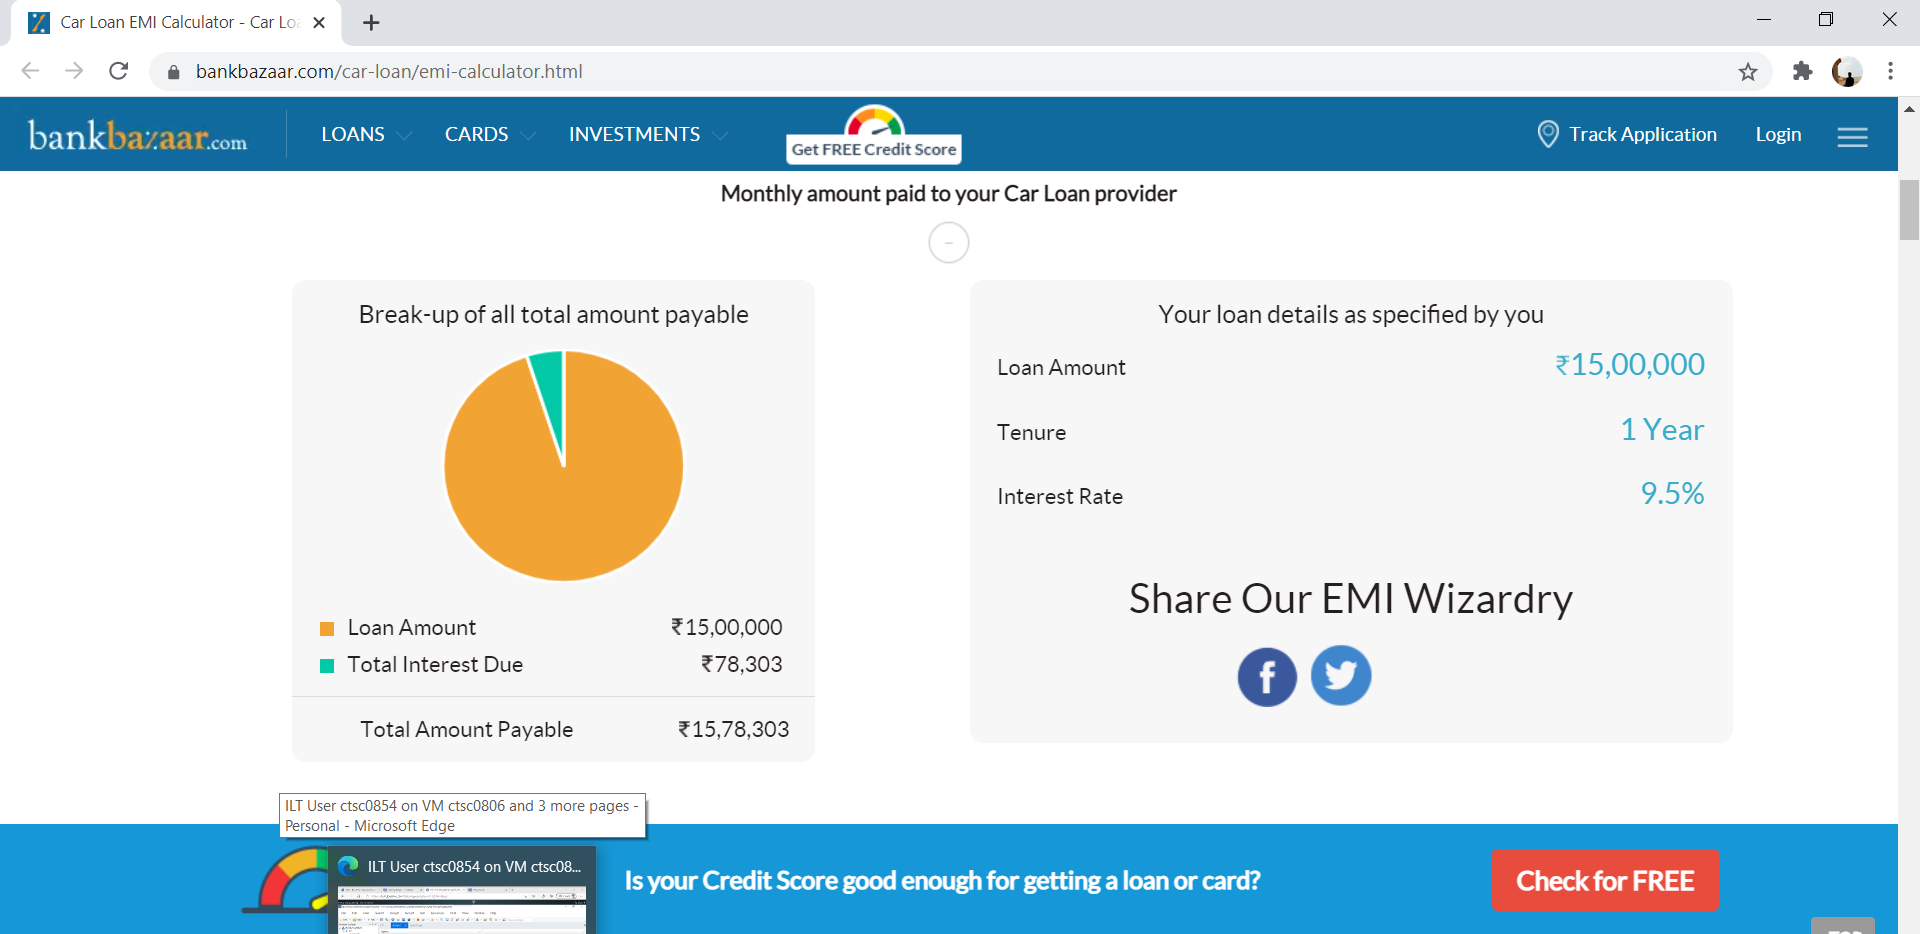 Car Loan EMI Calculator - Car Loa
bankbazaar.com/car-loan/emi-calculator.html
bankbazaar.com
LOANS
CARDS
INVESTMENTS
Get FREE Credit Score
Track Application
Login
Monthly amount paid to your Car Loan provider
-
Break-up of all total amount payable
Loan Amount ₹15,00,000
Total Interest Due ₹78,303
Total Amount Payable ₹15,78,303
Your loan details as specified by you
Loan Amount ₹15,00,000
Tenure 1 Year
Interest Rate 9.5%
Share Our EMI Wizardry
ILT User ctsc0854 on VM ctsc0806 and 3 more pages -
Personal - Microsoft Edge
ILT User ctsc0854 on VM ctsc08...
Is your Credit Score good enough for getting a loan or card?
Check for FREE